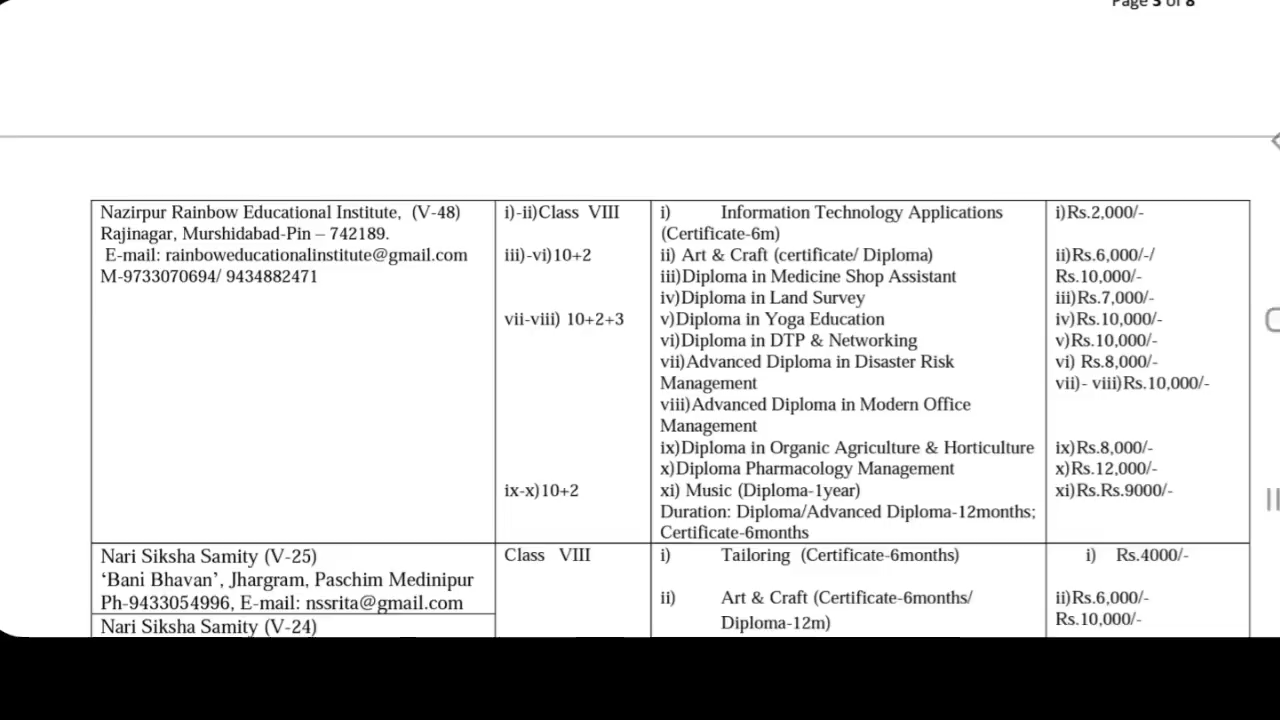 Page 3 of 8
Nazirpur Rainbow Educational Institute, (V-48)
Rajinagar, Murshidabad-Pin – 742189.
E-mail: rainboweducationalinstitute@gmail.com
M-9733070694/ 9434882471
i)-ii)Class VIII
iii)-vi)10+2
vii-viii) 10+2+3
ix-x)10+2
i) Information Technology Applications
(Certificate-6m)
ii) Art & Craft (certificate/ Diploma)
iii)Diploma in Medicine Shop Assistant
iv)Diploma in Land Survey
v)Diploma in Yoga Education
vi)Diploma in DTP & Networking
vii)Advanced Diploma in Disaster Risk
Management
viii)Advanced Diploma in Modern Office
Management
ix)Diploma in Organic Agriculture & Horticulture
x)Diploma Pharmacology Management
xi) Music (Diploma-1year)
Duration: Diploma/Advanced Diploma-12months;
Certificate-6months
i)Rs.2,000/-
ii)Rs.6,000/-/
Rs.10,000/-
iii)Rs.7,000/-
iv)Rs.10,000/-
v)Rs.10,000/-
vi) Rs.8,000/-
vii)- viii)Rs.10,000/-
ix)Rs.8,000/-
x)Rs.12,000/-
xi)Rs.Rs.9000/-
Nari Siksha Samity (V-25)
‘Bani Bhavan’, Jhargram, Paschim Medinipur
Ph-9433054996, E-mail: nssrita@gmail.com
Nari Siksha Samity (V-24)
Class VIII
i) Tailoring (Certificate-6months)
ii) Art & Craft (Certificate-6months/
Diploma-12m)
i) Rs.4000/-
ii)Rs.6,000/-
Rs.10,000/-